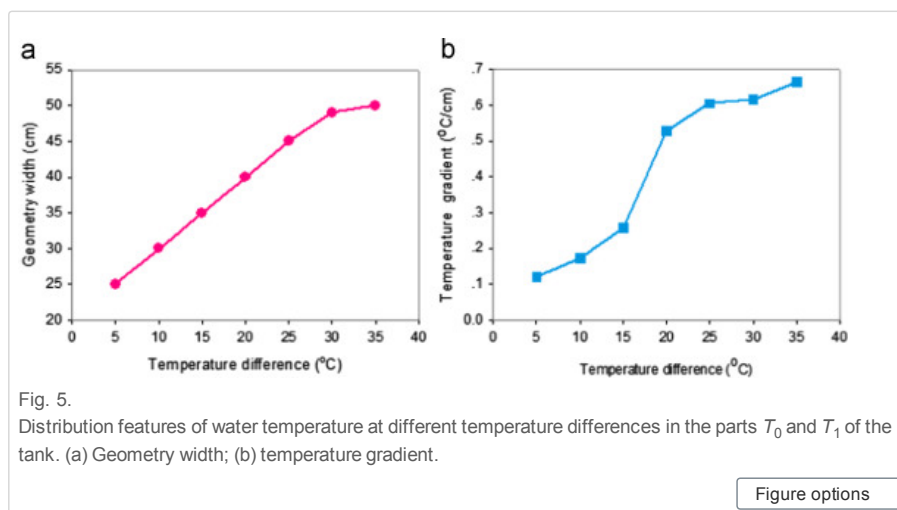 a
Geometry width (cm)
55
50
45
40
35
30
25
20
0 5 10 15 20 25 30 35 40
Temperature difference (⁰C)
b
Temperature gradient (⁰C/cm)
.7
.6
.5
.4
.3
.2
.1
0.0
0 5 10 15 20 25 30 35 40
Temperature difference (⁰C)
Fig. 5.
Distribution features of water temperature at different temperature differences in the parts T₀ and T₁ of the
tank. (a) Geometry width; (b) temperature gradient.
Figure options